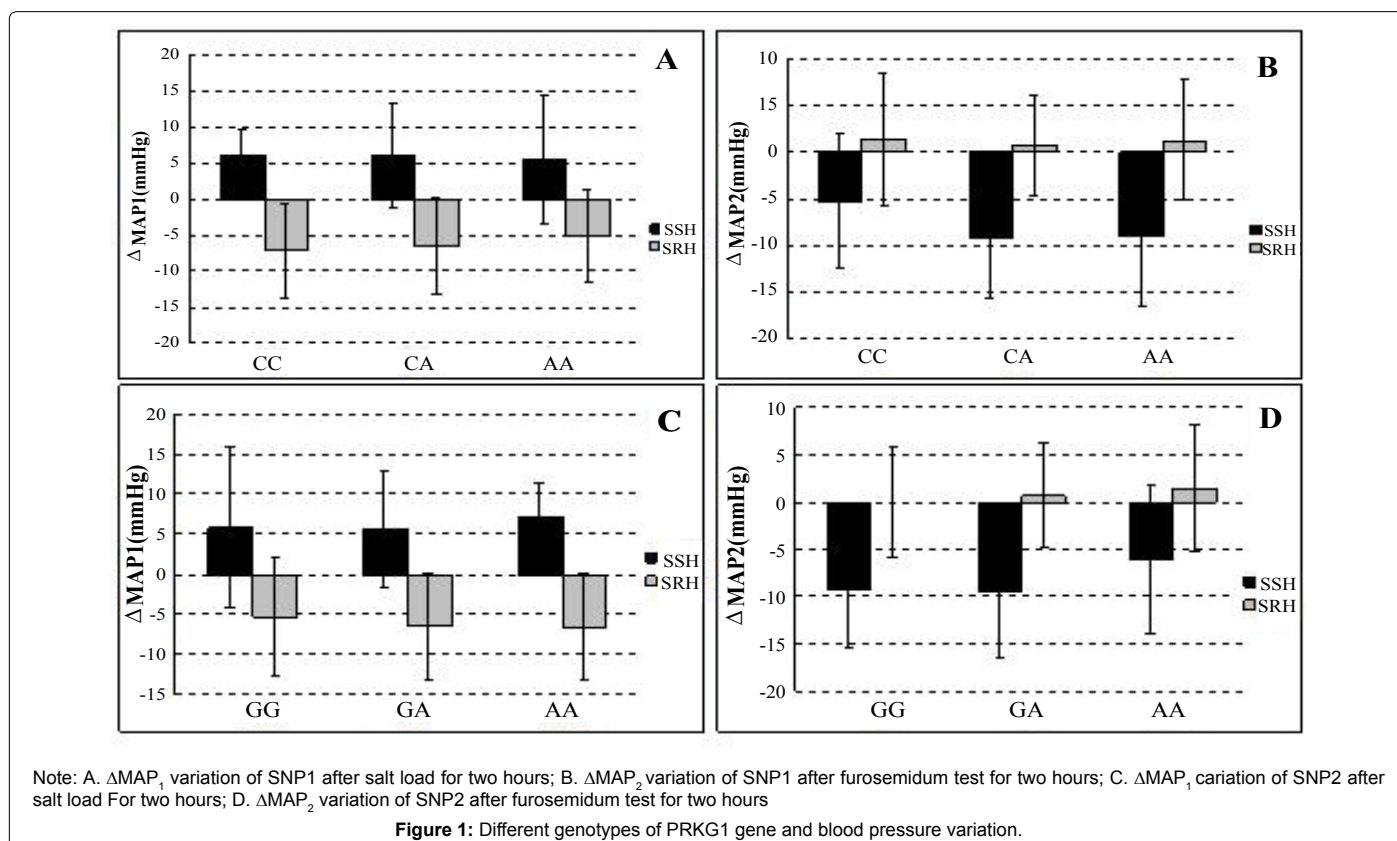 A
20
15
10
5
0
-5
-10
-15
-20
ΔMAP1(mmHg)
CC CA AA
SSH
SRH
B
10
5
0
-5
-10
-15
-20
ΔMAP2(mmHg)
CC CA AA
SSH
SRH
C
20
15
10
5
0
-5
-10
-15
ΔMAP1(mmHg)
GG GA AA
SSH
SRH
D
10
5
0
-5
-10
-15
-20
ΔMAP2(mmHg)
GG GA AA
SSH
SRH
Note: A. ΔMAP₁ variation of SNP1 after salt load for two hours; B. ΔMAP₂ variation of SNP1 after furosemidum test for two hours; C. ΔMAP₁ cariation of SNP2 after
salt load For two hours; D. ΔMAP₂ variation of SNP2 after furosemidum test for two hours
Figure 1: Different genotypes of PRKG1 gene and blood pressure variation.